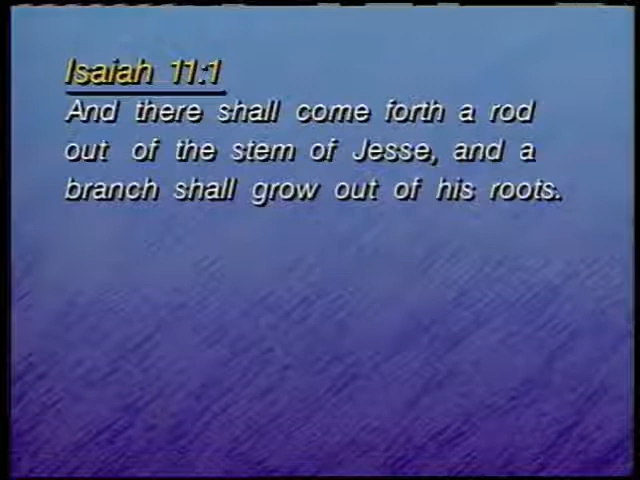 Isaiah 11:1
And there shall come forth a rod
out of the stem of Jesse, and a
branch shall grow out of his roots.